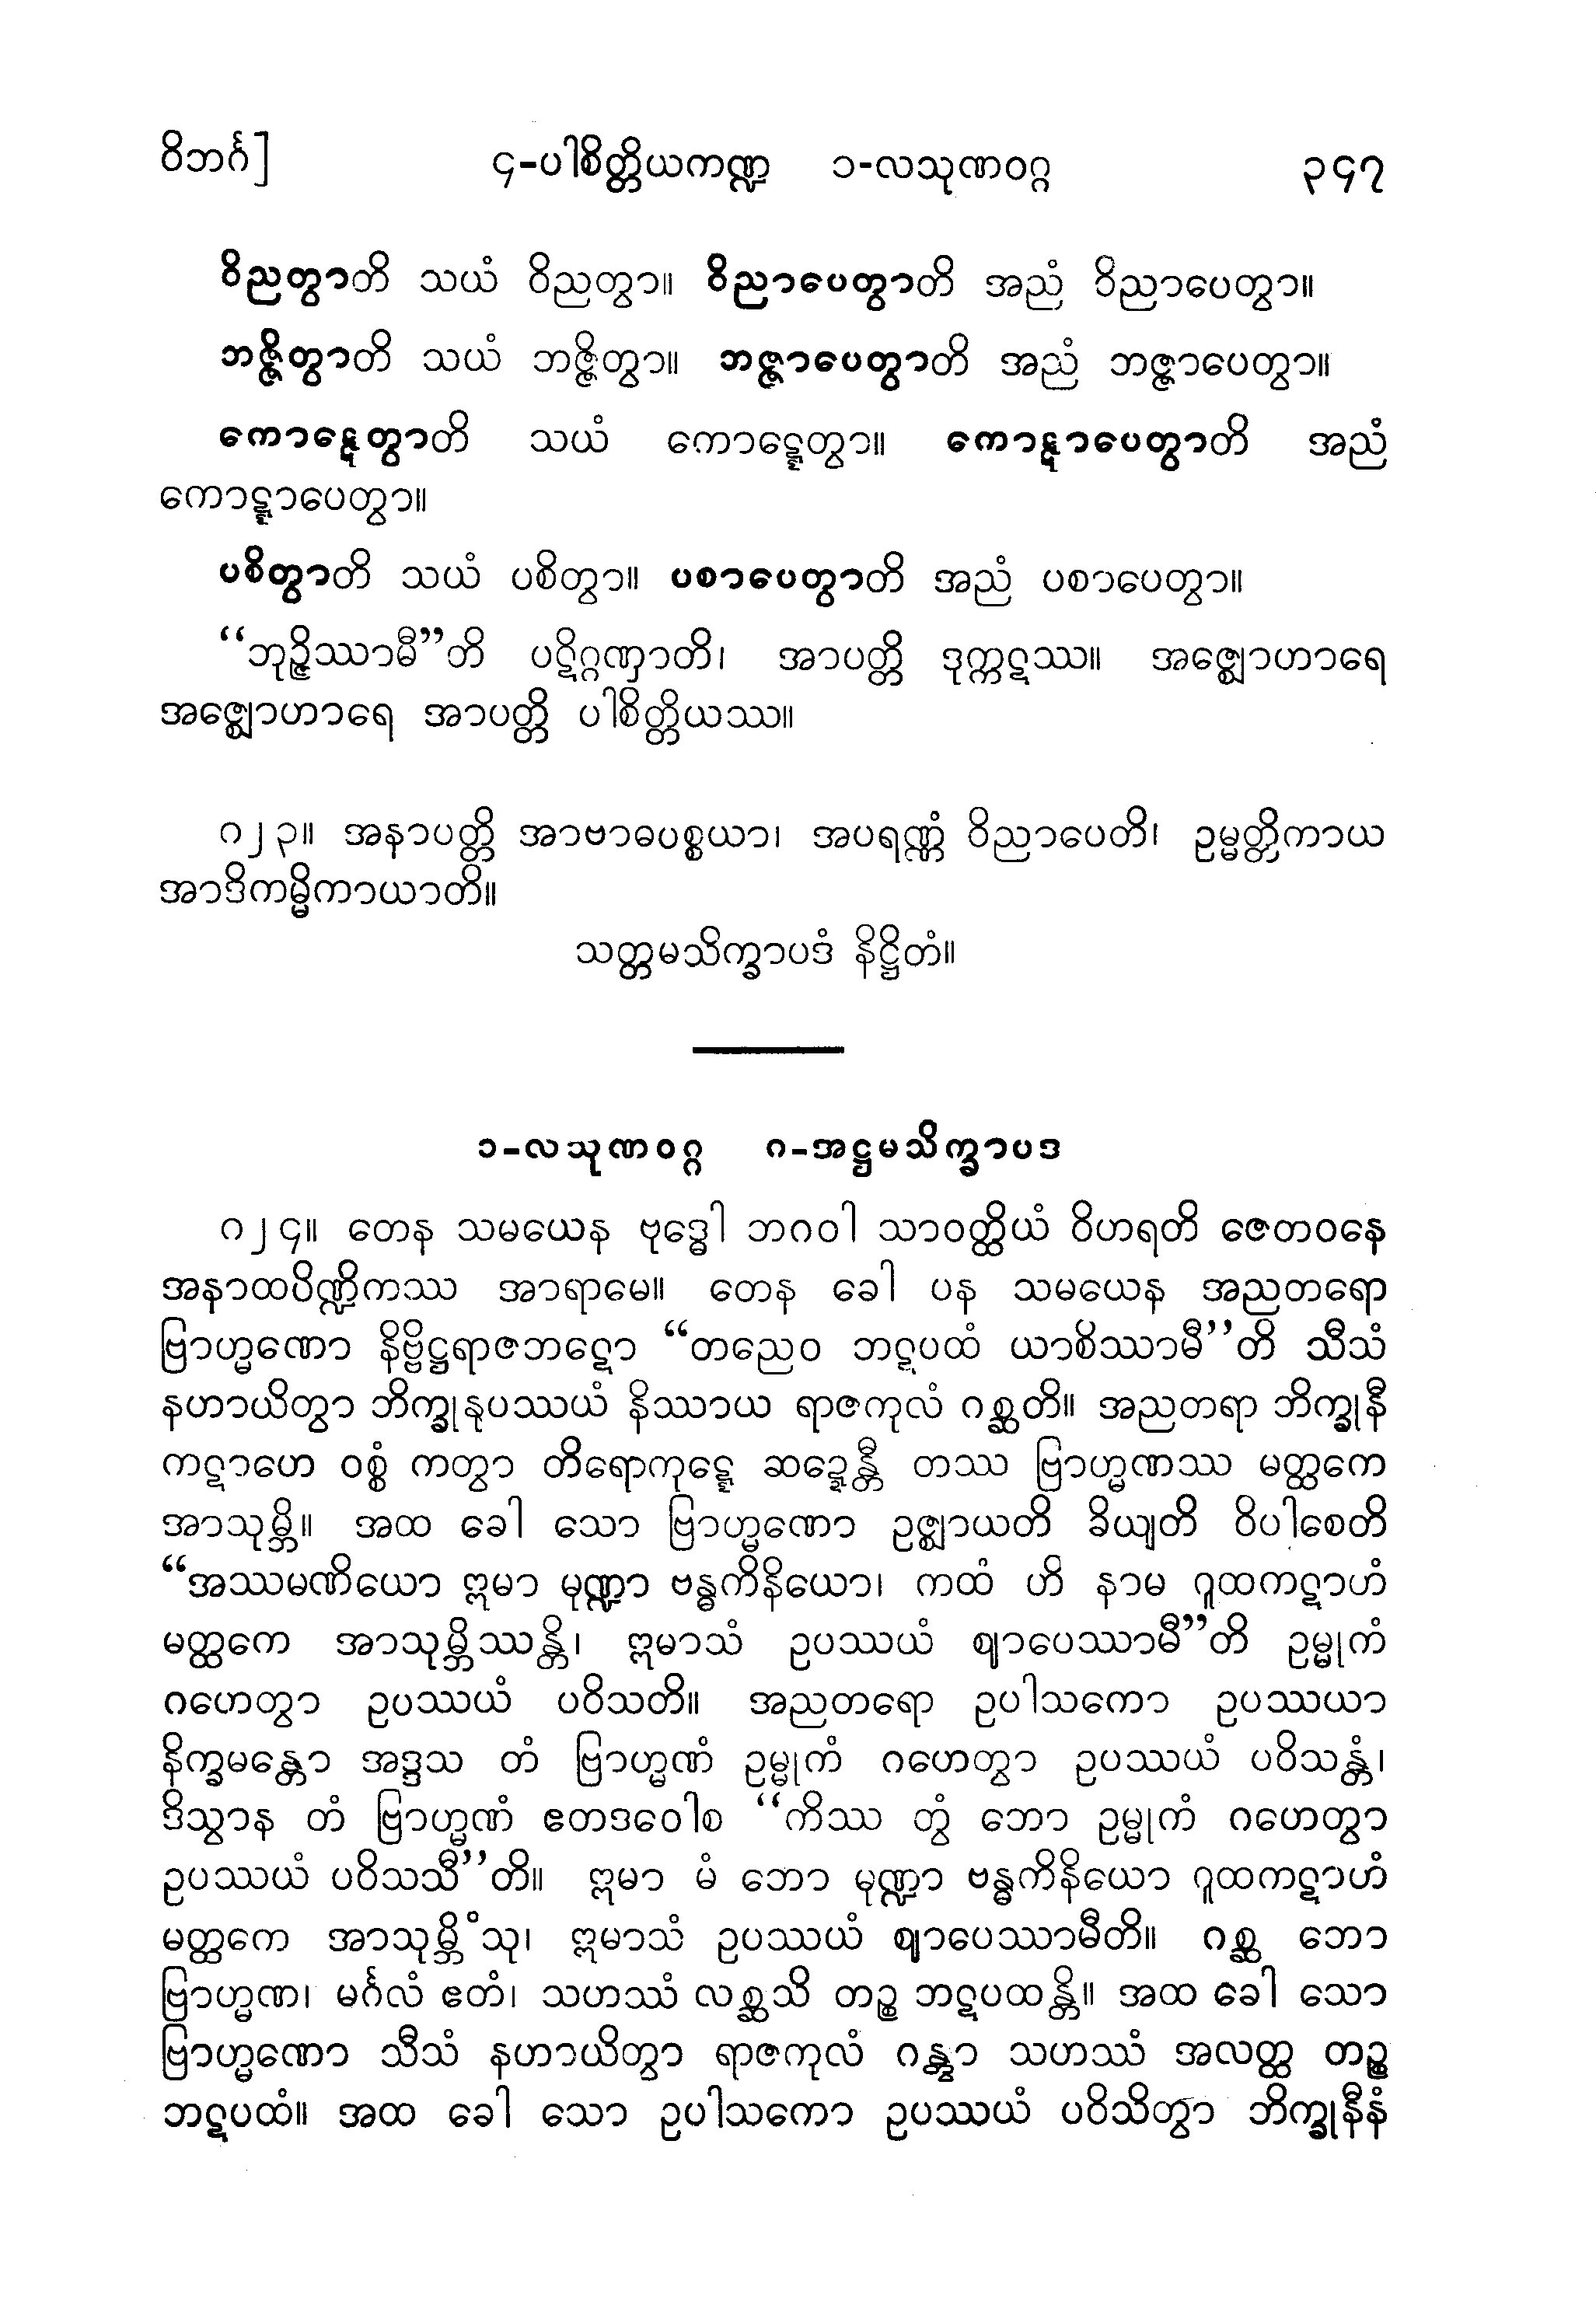 ဝိဘင်္ဂ] ၄-ပါစိတ္တိယကဏ္ဍ ၁-လသုဏဝဂ္ဂ ၃၄၇
ဝိညတွာတိ သယံ ဝိညတွာ။ ဝိညာပေတွာတိ အညံ ဝိညာပေတွာ။
ဘဇ္ဇိတွာတိ သယံ ဘဇ္ဇိတွာ။ ဘဇ္ဇာပေတွာတိ အညံ ဘဇ္ဇာပေတွာ။
ကောဋ္ဋေတွာတိ သယံ ကောဋ္ဋေတွာ။ ကောဋ္ဋာပေတွာတိ အညံ
ကောဋ္ဋာပေတွာ။
ပစိတွာတိ သယံ ပစိတွာ။ ပစာပေတွာတိ အညံ ပစာပေတွာ။
“ဘုဉ္ဇိဿာမီ”တိ ပဋိဂ္ဂဏှာတိ၊ အာပတ္တိ ဒုက္ကဋဿ။ အဇ္ဈောဟာရေ
အဇ္ဈောဟာရေ အာပတ္တိ ပါစိတ္တိယဿ။
၈၂၃။ အနာပတ္တိ အာဗာဓပစ္စယာ၊ အပရဏ္ဏံ ဝိညာပေတိ၊ ဥမ္မတ္တိကာယ
အာဒိကမ္မိကာယာတိ။
သတ္တမသိက္ခာပဒံ နိဋ္ဌိတံ။
၁-လသုဏဝဂ္ဂ ၈-အဋ္ဌမသိက္ခာပဒ
၈၂၄။ တေန သမယေန ဗုဒ္ဓေါ ဘဂဝါ သာဝတ္ထိယံ ဝိဟရတိ ဇေတဝနေ
အနာထပိဏ္ဍိကဿ အာရာမေ။ တေန ခေါ ပန သမယေန အညတရော
ဗြာဟ္မဏော နိဗ္ဗိဋ္ဌရာဇဘဋော “တညေဝ ဘဋပထံ ယာစိဿာမီ”တိ သီသံ
နဟာယိတွာ ဘိက္ခုနုပဿယံ နိဿာယ ရာဇကုလံ ဂစ္ဆတိ။ အညတရာ ဘိက္ခုနီ
ကဋာဟေ ဝစ္စံ ကတွာ တိရောကုဋ္ဋေ ဆဍ္ဍေန္တီ တဿ ဗြာဟ္မဏဿ မတ္ထကေ
အာသုမ္ဘိ။ အထ ခေါ သော ဗြာဟ္မဏော ဥဇ္ဈာယတိ ခိယျတိ ဝိပါစေတိ
“အဿမဏိယော ဣမာ မုဏ္ဍာ ဗန္ဓကိနိယော၊ ကထံ ဟိ နာမ ဂူထကဋာဟံ
မတ္ထကေ အာသုမ္ဘိဿန္တိ၊ ဣမာသံ ဥပဿယံ ဈာပေဿာမီ”တိ ဥမ္မုကံ
ဂဟေတွာ ဥပဿယံ ပဝိသတိ။ အညတရော ဥပါသကော ဥပဿယာ
နိက္ခမန္တော အဒ္ဒသ တံ ဗြာဟ္မဏံ ဥမ္မုကံ ဂဟေတွာ ဥပဿယံ ပဝိသန္တံ၊
ဒိသွာန တံ ဗြာဟ္မဏံ ဧတဒဝေါစ “ကိဿ တွံ ဘော ဥမ္မုကံ ဂဟေတွာ
ဥပဿယံ ပဝိသသီ”တိ။ ဣမာ မံ ဘော မုဏ္ဍာ ဗန္ဓကိနိယော ဂူထကဋာဟံ
မတ္ထကေ အာသုမ္ဘိံသု၊ ဣမာသံ ဥပဿယံ ဈာပေဿာမီတိ။ ဂစ္ဆ ဘော
ဗြာဟ္မဏ၊ မင်္ဂလံ ဧတံ၊ သဟဿံ လစ္ဆသိ တဉ္စ ဘဋပထန္တိ။ အထ ခေါ သော
ဗြာဟ္မဏော သီသံ နဟာယိတွာ ရာဇကုလံ ဂန္တွာ သဟဿံ အလတ္ထ တဉ္စ
ဘဋပထံ။ အထ ခေါ သော ဥပါသကော ဥပဿယံ ပဝိသိတွာ ဘိက္ခုနီနံ